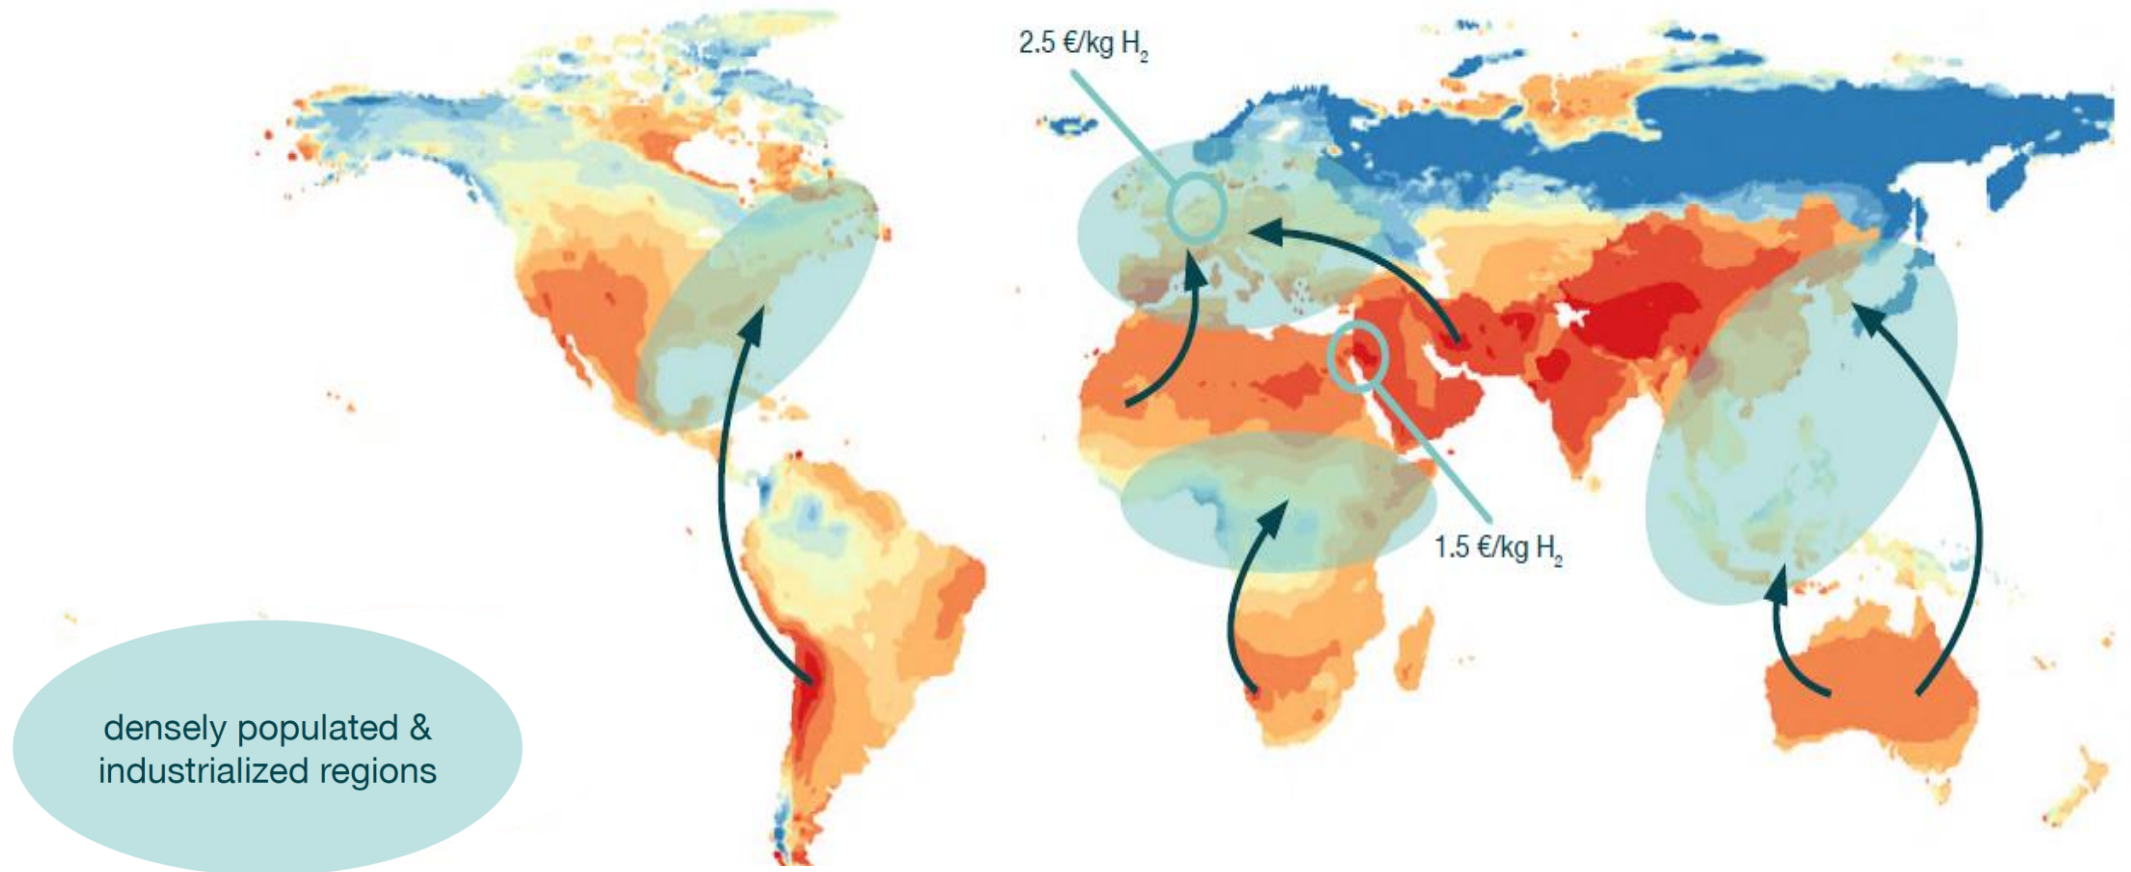 2.5 €/kg H₂
1.5 €/kg H₂
densely populated &
industrialized regions